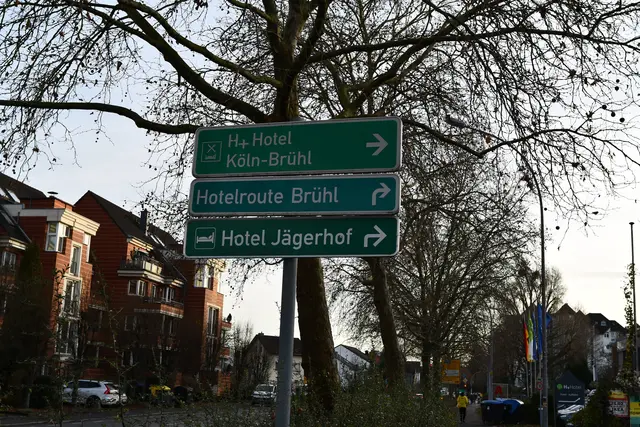 H+ Hotel
Köln-Brühl
Hotelroute Brühl
Hotel Jägerhof